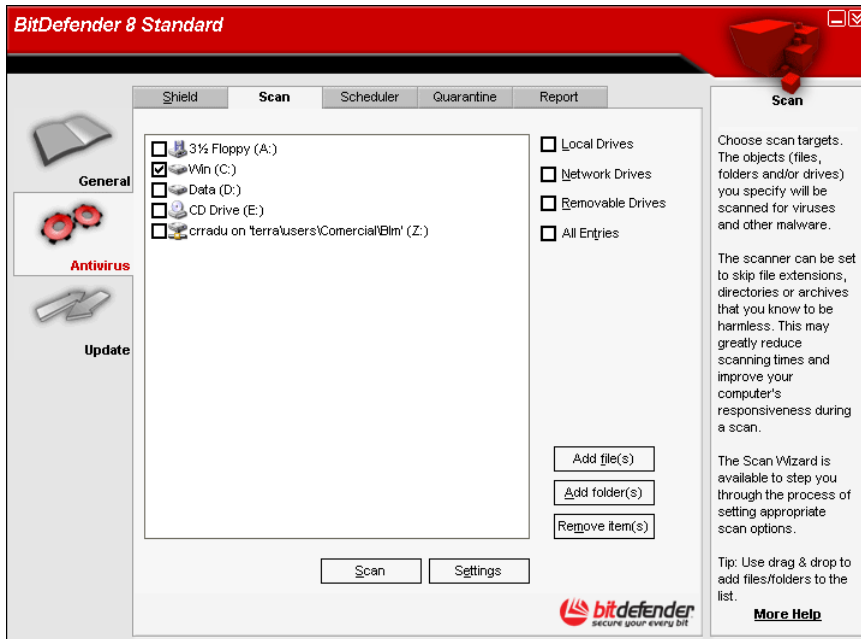 BitDefender 8 Standard
Shield
Scan
Scheduler
Quarantine
Report
General
Antivirus
Update
3½ Floppy (A:)
Win (C:)
Data (D:)
CD Drive (E:)
crradu on 'terra\users\Comercial\Blm' (Z:)
Local Drives
Network Drives
Removable Drives
All Entries
Add file(s)
Add folder(s)
Remove item(s)
Scan
Settings
bitdefender
secure your every bit
Scan
Choose scan targets.
The objects (files,
folders and/or drives)
you specify will be
scanned for viruses
and other malware.
The scanner can be set
to skip file extensions,
directories or archives
that you know to be
harmless. This may
greatly reduce
scanning times and
improve your
computer's
responsiveness during
a scan.
The Scan Wizard is
available to step you
through the process of
setting appropriate
scan options.
Tip: Use drag & drop to
add files/folders to the
list.
More Help